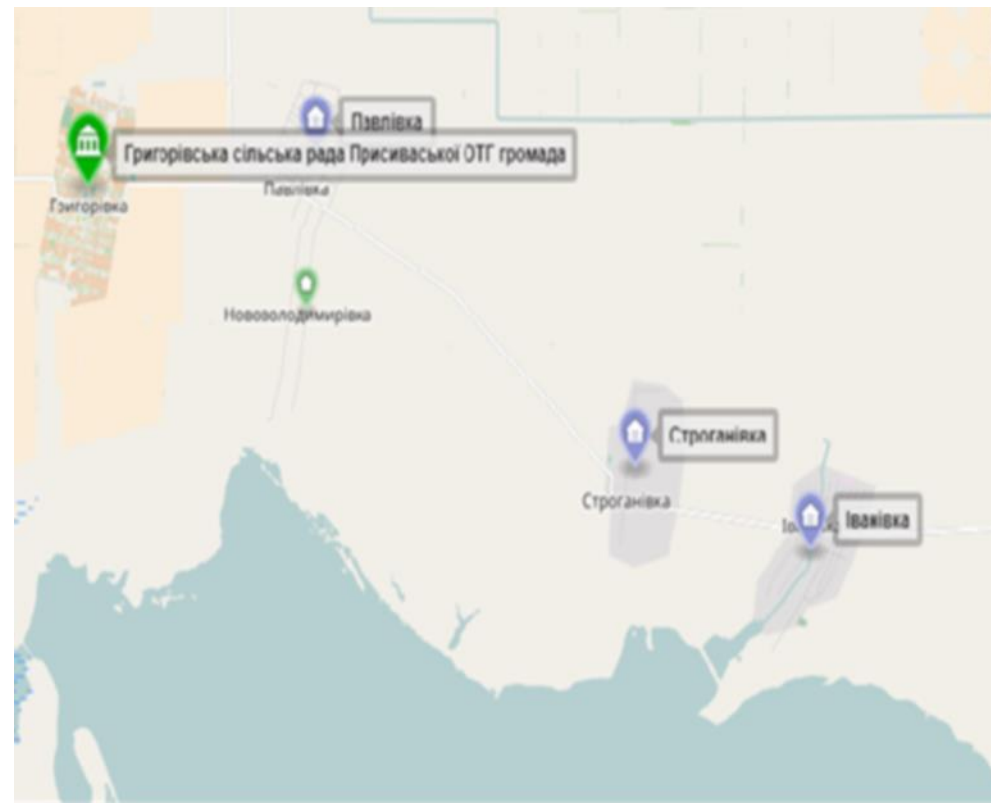 Павлівка
Григорівська сільська рада Присиваської ОТГ громада
Павлівка
Григорівка
Нововолодимирівка
Строганівка
Строганівка
Іванівка